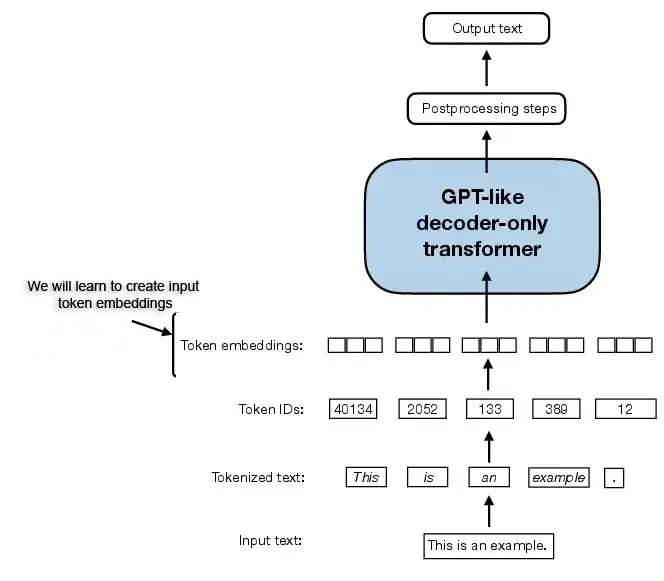 Output text
Postprocessing steps
GPT-like
decoder-only
transformer
We will learn to create input
token embeddings
Token embeddings:
Token IDs: 40134 2052 133 389 12
Tokenized text: This is an example .
Input text: This is an example.